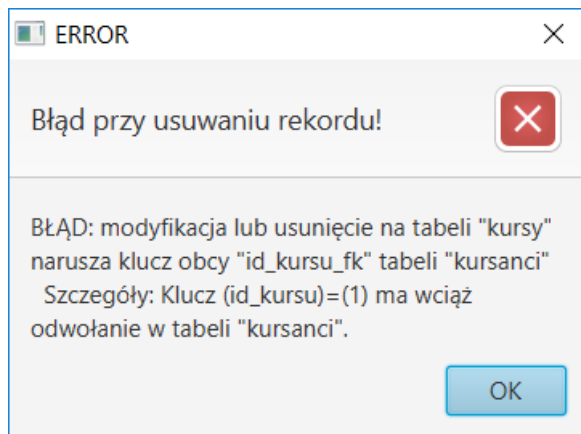 ERROR
Błąd przy usuwaniu rekordu!
BŁĄD: modyfikacja lub usunięcie na tabeli "kursy"
narusza klucz obcy "id_kursu_fk" tabeli "kursanci"
Szczegóły: Klucz (id_kursu)=(1) ma wciąż
odwołanie w tabeli "kursanci".
OK